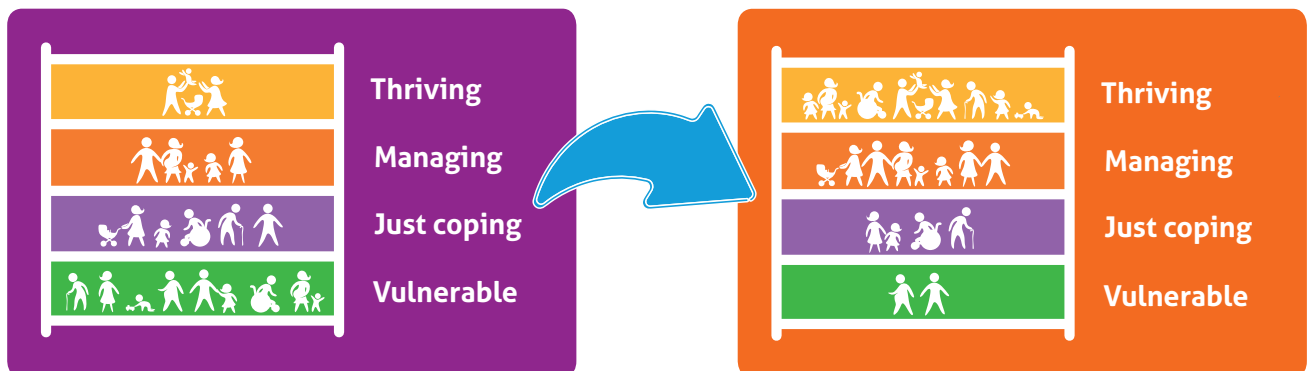 Thriving
Managing
Just coping
Vulnerable
Thriving
Managing
Just coping
Vulnerable